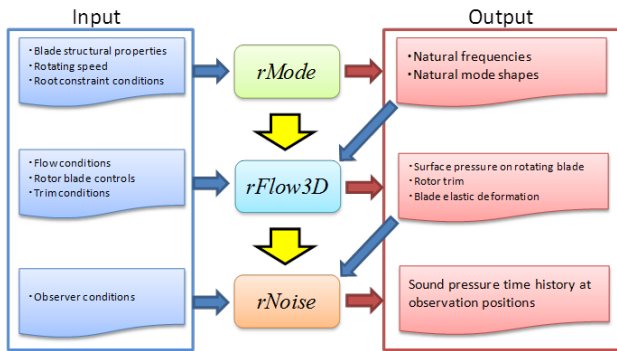 Input
Output
・Blade structural properties
・Rotating speed
・Root constraint conditions
rMode
・Natural frequencies
・Natural mode shapes
・Flow conditions
・Rotor blade controls
・Trim conditions
rFlow3D
・Surface pressure on rotating blade
・Rotor trim
・Blade elastic deformation
・Observer conditions
rNoise
Sound pressure time history at
observation positions